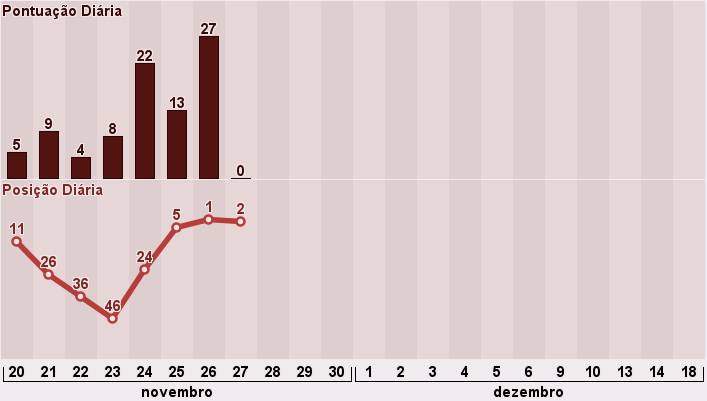 Pontuação Diária
5 9 4 8 22 13 27 0
Posição Diária
11 26 36 46 24 5 1 2
20 21 22 23 24 25 26 27 28 29 30 1 2 3 4 5 6 9 10 13 14 18
novembro dezembro